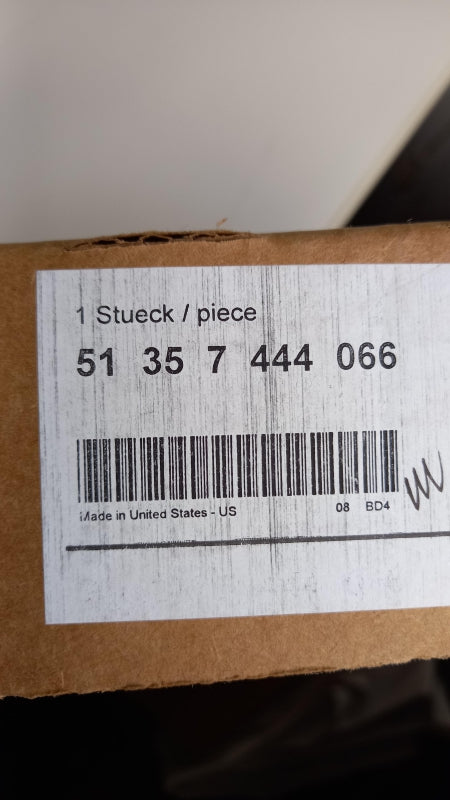 1 Stueck / piece
51 35 7 444 066
Made in United States - US 08 BD4